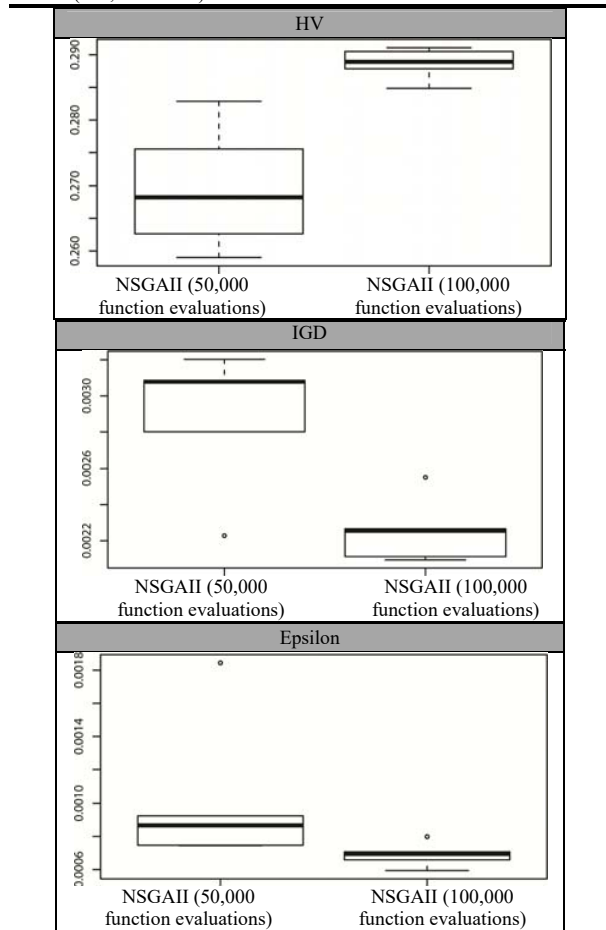 HV
0.290
0.280
0.270
0.260
NSGAII (50,000
function evaluations)
NSGAII (100,000
function evaluations)
IGD
0.0030
0.0026
0.0022
NSGAII (50,000
function evaluations)
NSGAII (100,000
function evaluations)
Epsilon
0.0018
0.0014
0.0010
0.0006
NSGAII (50,000
function evaluations)
NSGAII (100,000
function evaluations)